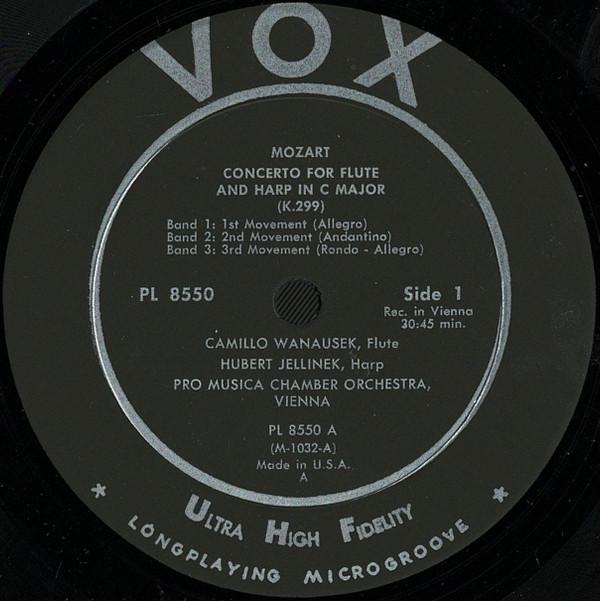 VOX
MOZART
CONCERTO FOR FLUTE
AND HARP IN C MAJOR
(K.299)
Band 1: 1st Movement (Allegro)
Band 2: 2nd Movement (Andantino)
Band 3: 3rd Movement (Rondo - Allegro)
PL 8550
Side 1
Rec. in Vienna
30:45 min.
CAMILLO WANAUSEK, Flute
HUBERT JELLINEK, Harp
PRO MUSICA CHAMBER ORCHESTRA,
VIENNA
PL 8550 A
(M-1032-A)
Made in U.S.A.
A
ULTRA HIGH FIDELITY
* LONGPLAYING MICROGROOVE *